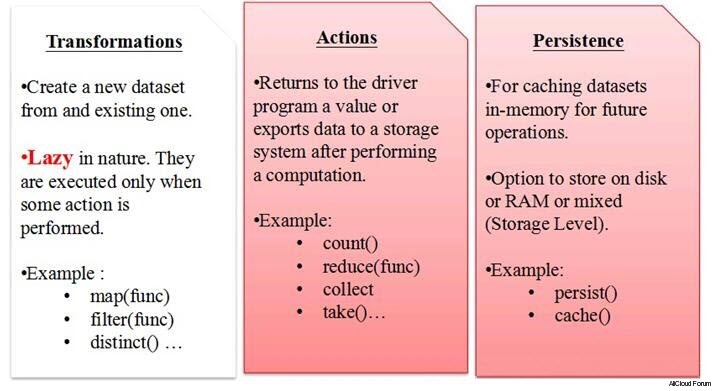 Transformations
•Create a new dataset
from and existing one.
•Lazy in nature. They
are executed only when
some action is
performed.
•Example :
• map(func)
• filter(func)
• distinct() …
Actions
•Returns to the driver
program a value or
exports data to a storage
system after performing
a computation.
•Example:
• count()
• reduce(func)
• collect
• take()…
Persistence
•For caching datasets
in-memory for future
operations.
•Option to store on disk
or RAM or mixed
(Storage Level).
•Example:
• persist()
• cache()
AllCloud Forum